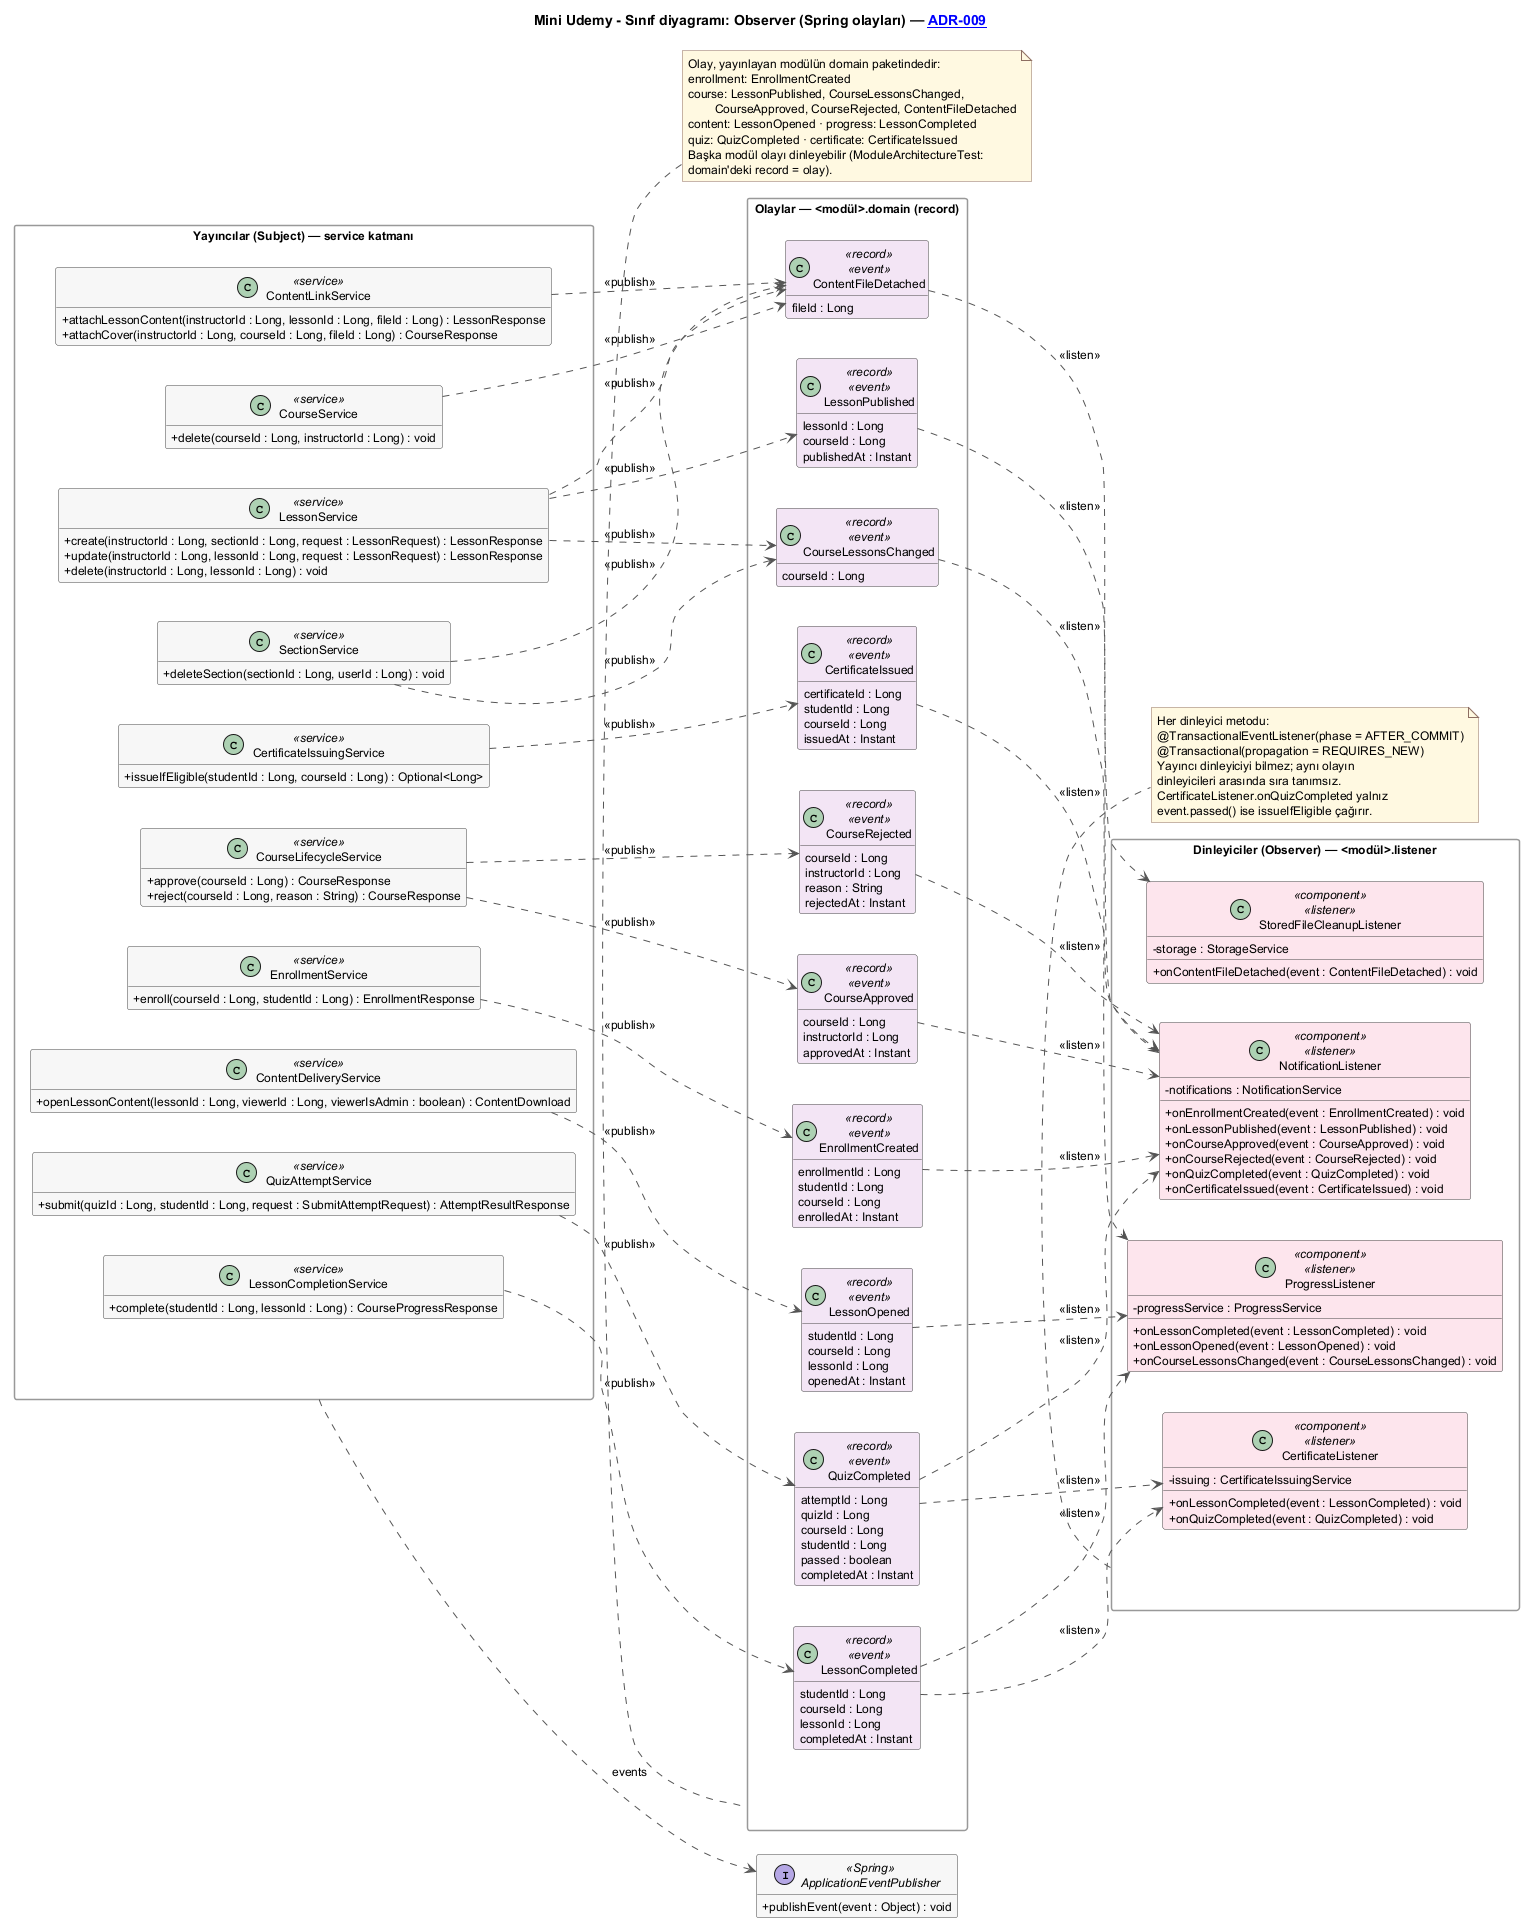 Mini Udemy - Sınıf diyagramı: Observer (Spring olayları) — ADR-009
Olay, yayınlayan modülün domain paketindedir:
enrollment: EnrollmentCreated
course: LessonPublished, CourseLessonsChanged,
CourseApproved, CourseRejected, ContentFileDetached
content: LessonOpened · progress: LessonCompleted
quiz: QuizCompleted · certificate: CertificateIssued
Başka modül olayı dinleyebilir (ModuleArchitectureTest:
domain'deki record = olay).
Yayıncılar (Subject) — service katmanı
«service»
ContentLinkService
+attachLessonContent(instructorId : Long, lessonId : Long, fileId : Long) : LessonResponse
+attachCover(instructorId : Long, courseId : Long, fileId : Long) : CourseResponse
«service»
CourseService
+delete(courseId : Long, instructorId : Long) : void
«service»
LessonService
+create(instructorId : Long, sectionId : Long, request : LessonRequest) : LessonResponse
+update(instructorId : Long, lessonId : Long, request : LessonRequest) : LessonResponse
+delete(instructorId : Long, lessonId : Long) : void
«service»
SectionService
+deleteSection(sectionId : Long, userId : Long) : void
«service»
CertificateIssuingService
+issueIfEligible(studentId : Long, courseId : Long) : Optional<Long>
«service»
CourseLifecycleService
+approve(courseId : Long) : CourseResponse
+reject(courseId : Long, reason : String) : CourseResponse
«service»
EnrollmentService
+enroll(courseId : Long, studentId : Long) : EnrollmentResponse
«service»
ContentDeliveryService
+openLessonContent(lessonId : Long, viewerId : Long, viewerIsAdmin : boolean) : ContentDownload
«service»
QuizAttemptService
+submit(quizId : Long, studentId : Long, request : SubmitAttemptRequest) : AttemptResultResponse
«service»
LessonCompletionService
+complete(studentId : Long, lessonId : Long) : CourseProgressResponse
«publish»
«publish»
«publish»
«publish»
«publish»
«publish»
«publish»
«publish»
«publish»
«publish»
«publish»
«publish»
«publish»
«publish»
events
Olaylar — <modül>.domain (record)
«record»
«event»
ContentFileDetached
fileId : Long
«record»
«event»
LessonPublished
lessonId : Long
courseId : Long
publishedAt : Instant
«record»
«event»
CourseLessonsChanged
courseId : Long
«record»
«event»
CertificateIssued
certificateId : Long
studentId : Long
courseId : Long
issuedAt : Instant
«record»
«event»
CourseRejected
courseId : Long
instructorId : Long
reason : String
rejectedAt : Instant
«record»
«event»
CourseApproved
courseId : Long
instructorId : Long
approvedAt : Instant
«record»
«event»
EnrollmentCreated
enrollmentId : Long
studentId : Long
courseId : Long
enrolledAt : Instant
«record»
«event»
LessonOpened
studentId : Long
courseId : Long
lessonId : Long
openedAt : Instant
«record»
«event»
QuizCompleted
attemptId : Long
quizId : Long
courseId : Long
studentId : Long
passed : boolean
completedAt : Instant
«record»
«event»
LessonCompleted
studentId : Long
courseId : Long
lessonId : Long
completedAt : Instant
«Spring»
ApplicationEventPublisher
+publishEvent(event : Object) : void
«listen»
«listen»
«listen»
«listen»
«listen»
«listen»
«listen»
«listen»
«listen»
«listen»
«listen»
«listen»
Her dinleyici metodu:
@TransactionalEventListener(phase = AFTER_COMMIT)
@Transactional(propagation = REQUIRES_NEW)
Yayıncı dinleyiciyi bilmez; aynı olayın
dinleyicileri arasında sıra tanımsız.
CertificateListener.onQuizCompleted yalnız
event.passed() ise issueIfEligible çağırır.
Dinleyiciler (Observer) — <modül>.listener
«component»
«listener»
StoredFileCleanupListener
-storage : StorageService
+onContentFileDetached(event : ContentFileDetached) : void
«component»
«listener»
NotificationListener
-notifications : NotificationService
+onEnrollmentCreated(event : EnrollmentCreated) : void
+onLessonPublished(event : LessonPublished) : void
+onCourseApproved(event : CourseApproved) : void
+onCourseRejected(event : CourseRejected) : void
+onQuizCompleted(event : QuizCompleted) : void
+onCertificateIssued(event : CertificateIssued) : void
«component»
«listener»
ProgressListener
-progressService : ProgressService
+onLessonCompleted(event : LessonCompleted) : void
+onLessonOpened(event : LessonOpened) : void
+onCourseLessonsChanged(event : CourseLessonsChanged) : void
«component»
«listener»
CertificateListener
-issuing : CertificateIssuingService
+onLessonCompleted(event : LessonCompleted) : void
+onQuizCompleted(event : QuizCompleted) : void